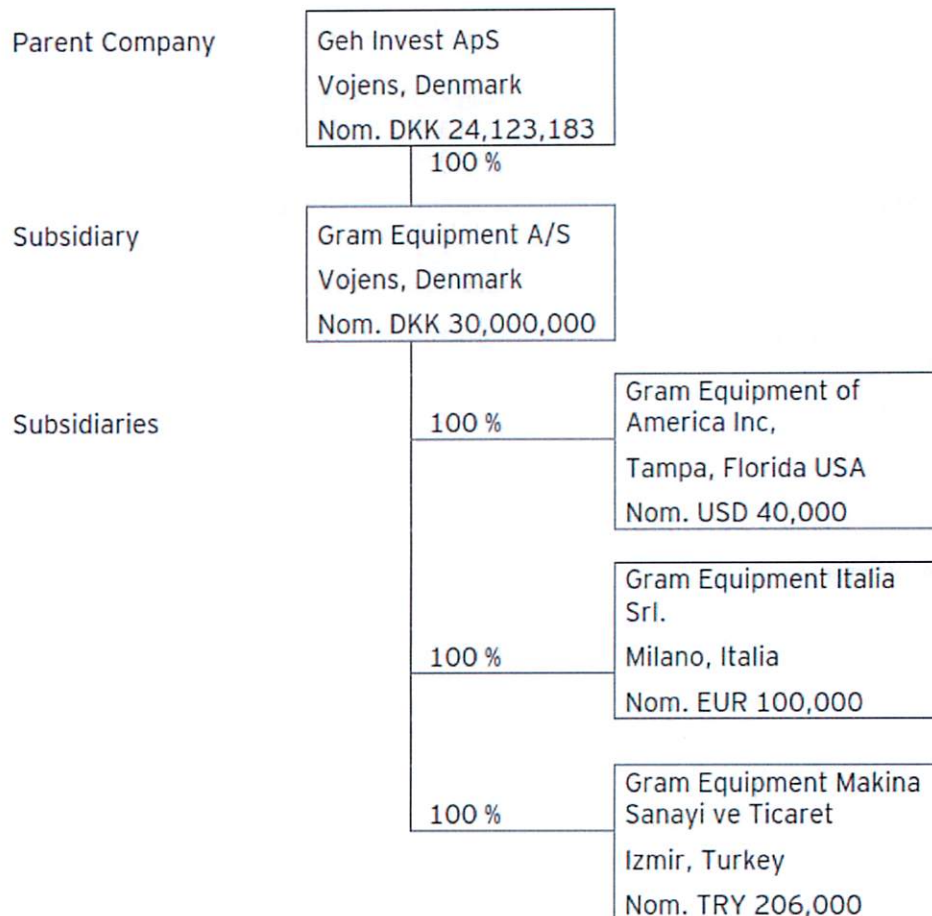 Parent Company
Geh Invest ApS
Vojens, Denmark
Nom. DKK 24,123,183
100 %
Subsidiary
Gram Equipment A/S
Vojens, Denmark
Nom. DKK 30,000,000
Subsidiaries
100 %
Gram Equipment of
America Inc,
Tampa, Florida USA
Nom. USD 40,000
100 %
Gram Equipment Italia
Srl.
Milano, Italia
Nom. EUR 100,000
100 %
Gram Equipment Makina
Sanayi ve Ticaret
Izmir, Turkey
Nom. TRY 206,000